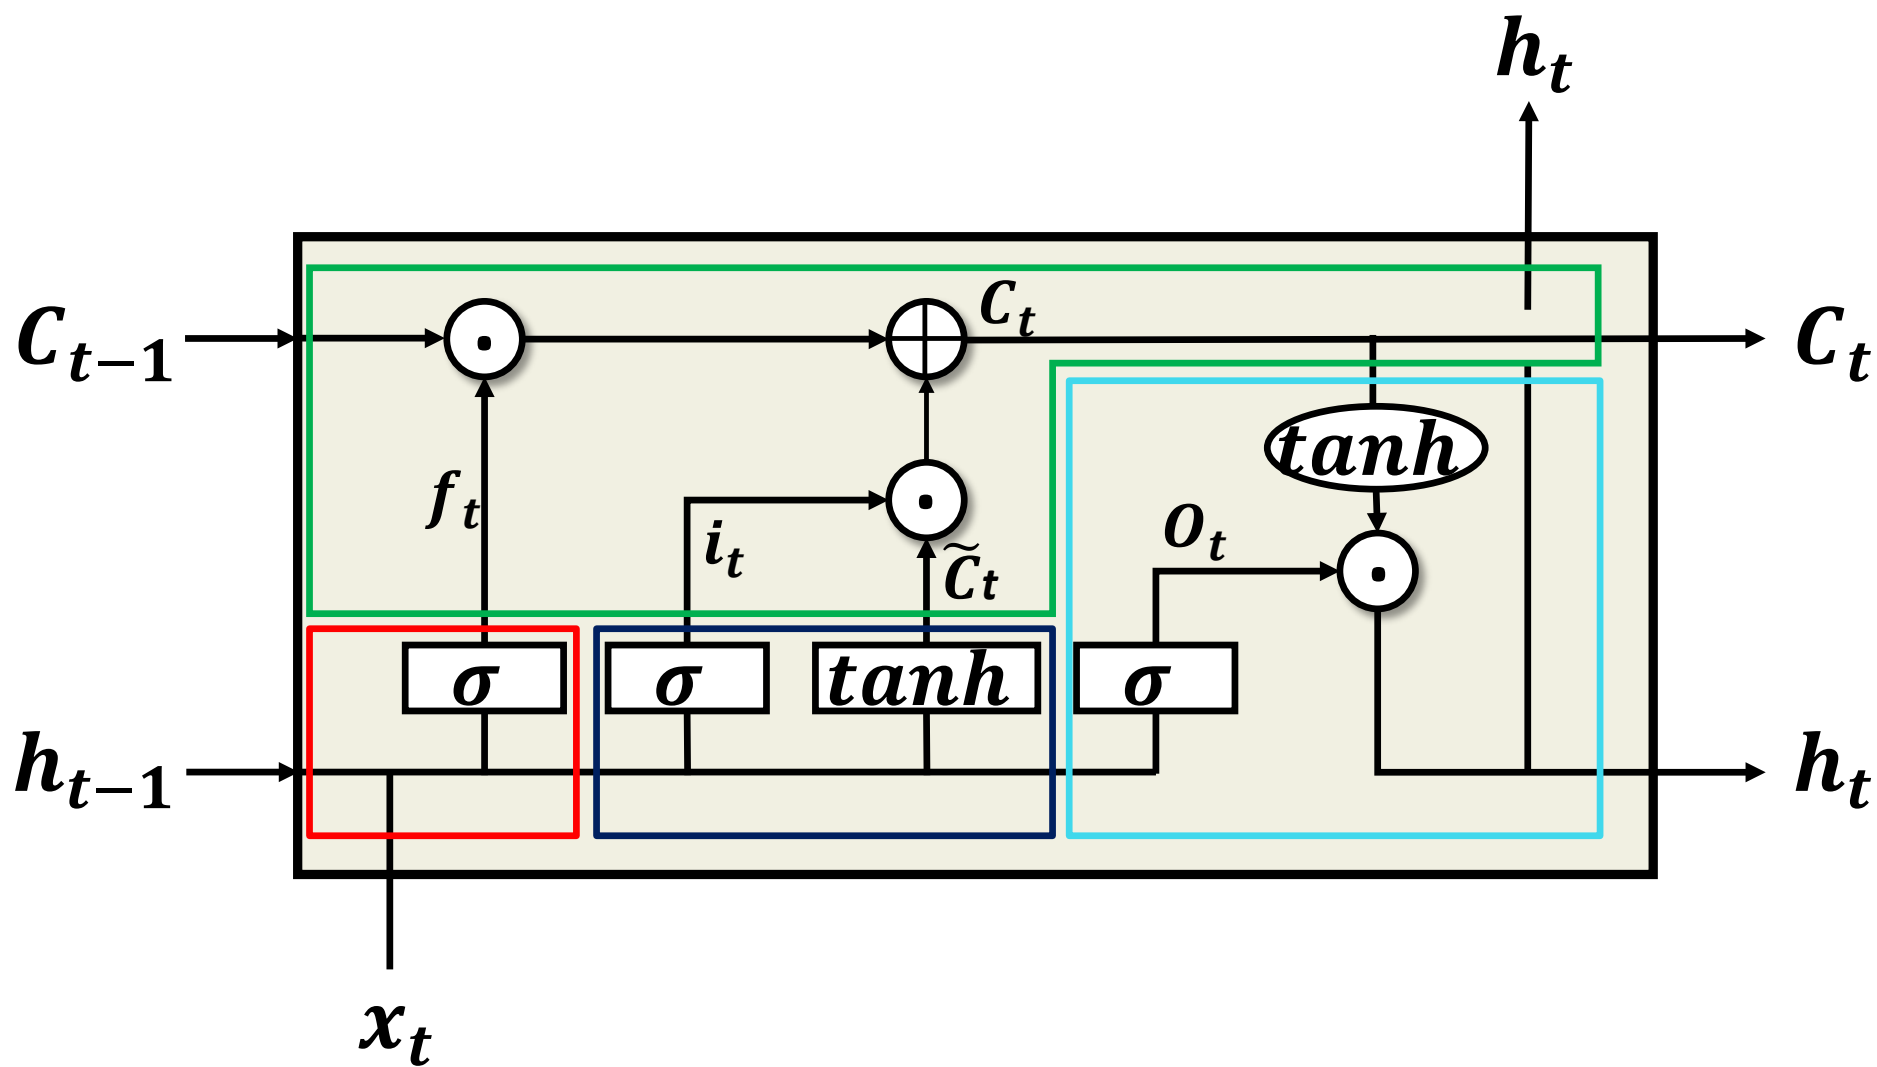 h_t
C_{t-1}
C_t
C_t
tanh
f_t
i_t
O_t
C̃_t
σ
σ
tanh
σ
h_{t-1}
h_t
x_t